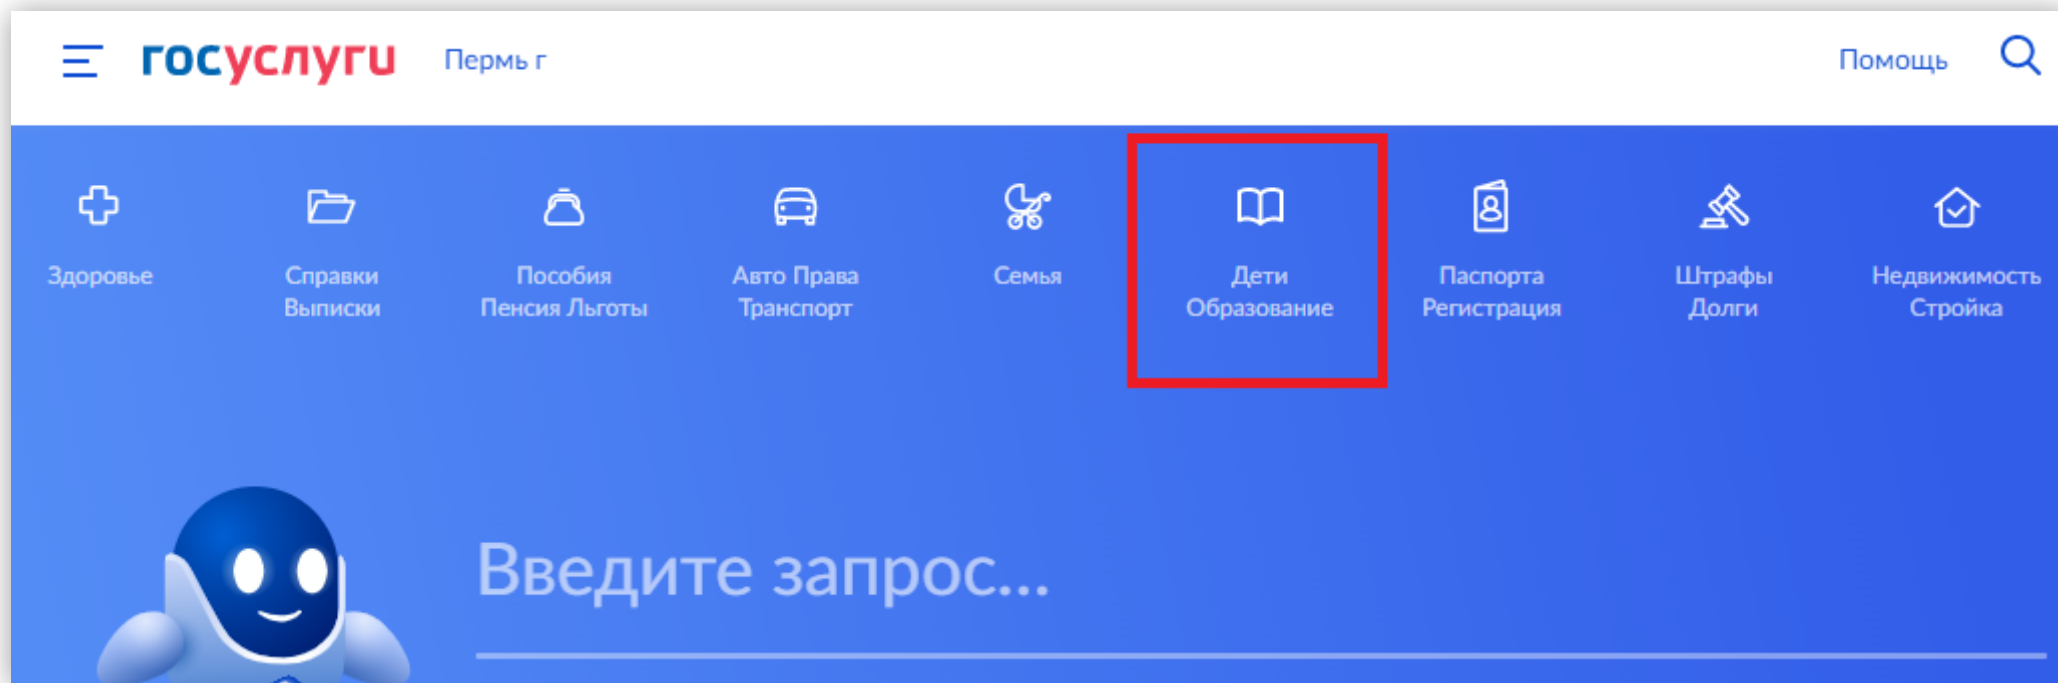 госуслуги Пермь г Помощь
Здоровье
Справки
Выписки
Пособия
Пенсия Льготы
Авто Права
Транспорт
Семья
Дети
Образование
Паспорта
Регистрация
Штрафы
Долги
Недвижимость
Стройка
Введите запрос...